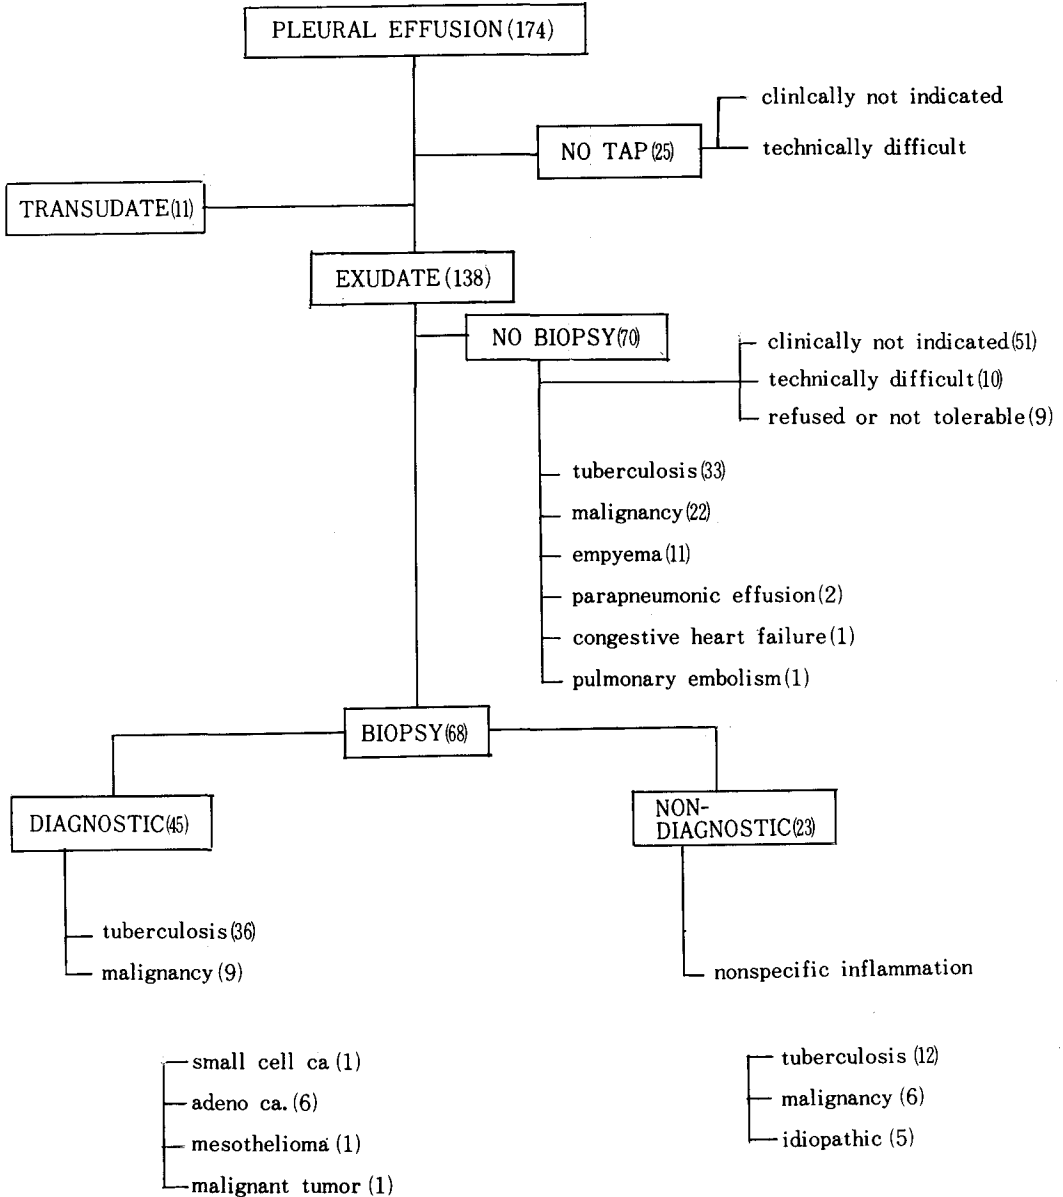 PLEURAL EFFUSION(174)
clinlcally not indicated
NO TAP(25)
technically difficult
TRANSUDATE(11)
EXUDATE(138)
NO BIOPSY(70)
clinically not indicated(51)
technically difficult(10)
refused or not tolerable(9)
tuberculosis(33)
malignancy(22)
empyema(11)
parapneumonic effusion(2)
congestive heart failure(1)
pulmonary embolism(1)
BIOPSY(68)
DIAGNOSTIC(45)
NON-
DIAGNOSTIC(23)
tuberculosis(36)
malignancy(9)
nonspecific inflammation
small cell ca (1)
adeno ca. (6)
mesothelioma (1)
malignant tumor (1)
tuberculosis (12)
malignancy (6)
idiopathic (5)